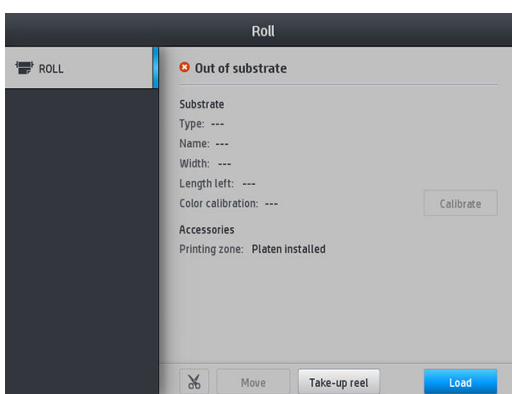 Roll
ROLL
Out of substrate
Substrate
Type: ---
Name: ---
Width: ---
Length left: ---
Color calibration: ---
Calibrate
Accessories
Printing zone: Platen installed
Move
Take-up reel
Load